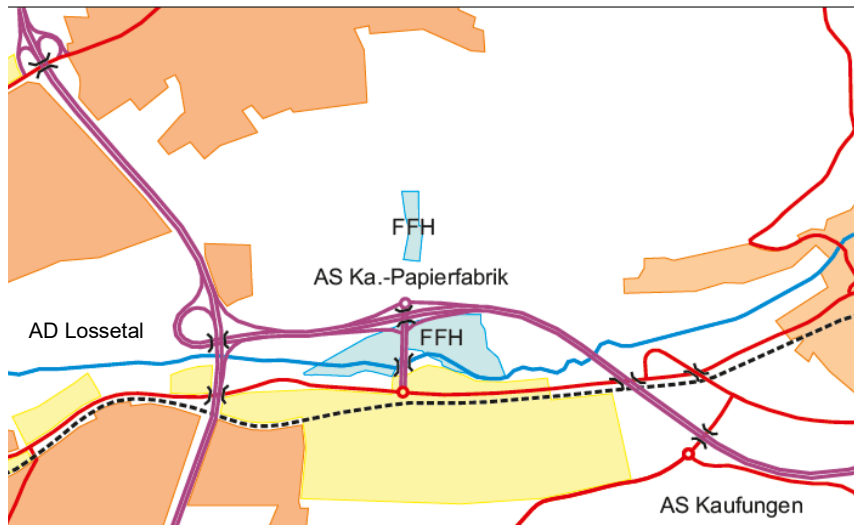 FFH
AS Ka.-Papierfabrik
AD Lossetal
FFH
AS Kaufungen